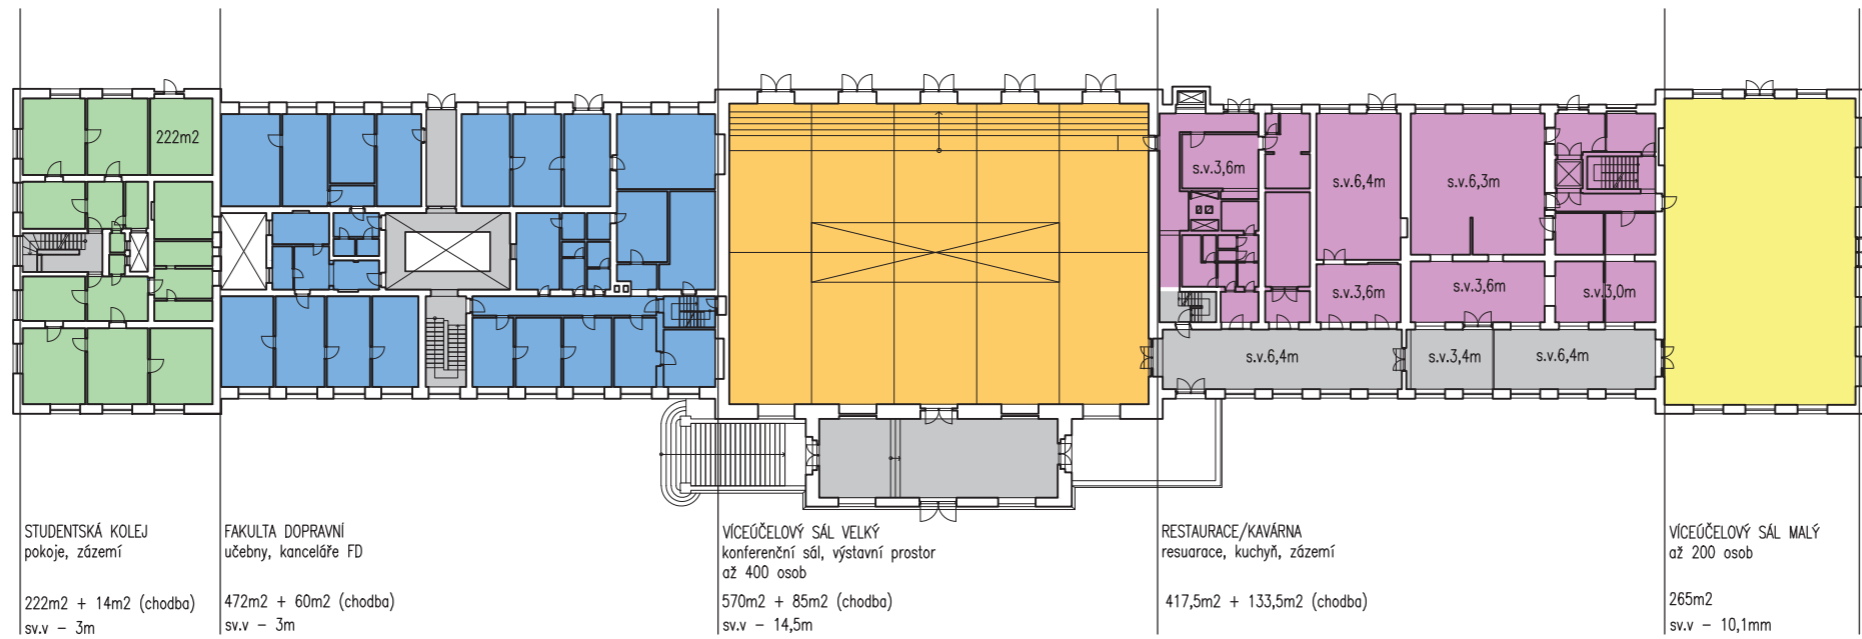 222m2
s.v.3,6m
s.v.6,4m
s.v.6,3m
s.v.3,6m
s.v.3,6m
s.v.3,0m
s.v.6,4m
s.v.3,4m
s.v.6,4m
STUDENTSKÁ KOLEJ
pokoje, zázemí
222m2 + 14m2 (chodba)
sv.v - 3m
FAKULTA DOPRAVNÍ
učebny, kanceláře FD
472m2 + 60m2 (chodba)
sv.v - 3m
VÍCEÚČELOVÝ SÁL VELKÝ
konferenční sál, výstavní prostor
až 400 osob
570m2 + 85m2 (chodba)
sv.v - 14,5m
RESTAURACE/KAVÁRNA
resuarace, kuchyň, zázemí
417,5m2 + 133,5m2 (chodba)
VÍCEÚČELOVÝ SÁL MALÝ
až 200 osob
265m2
sv.v - 10,1mm